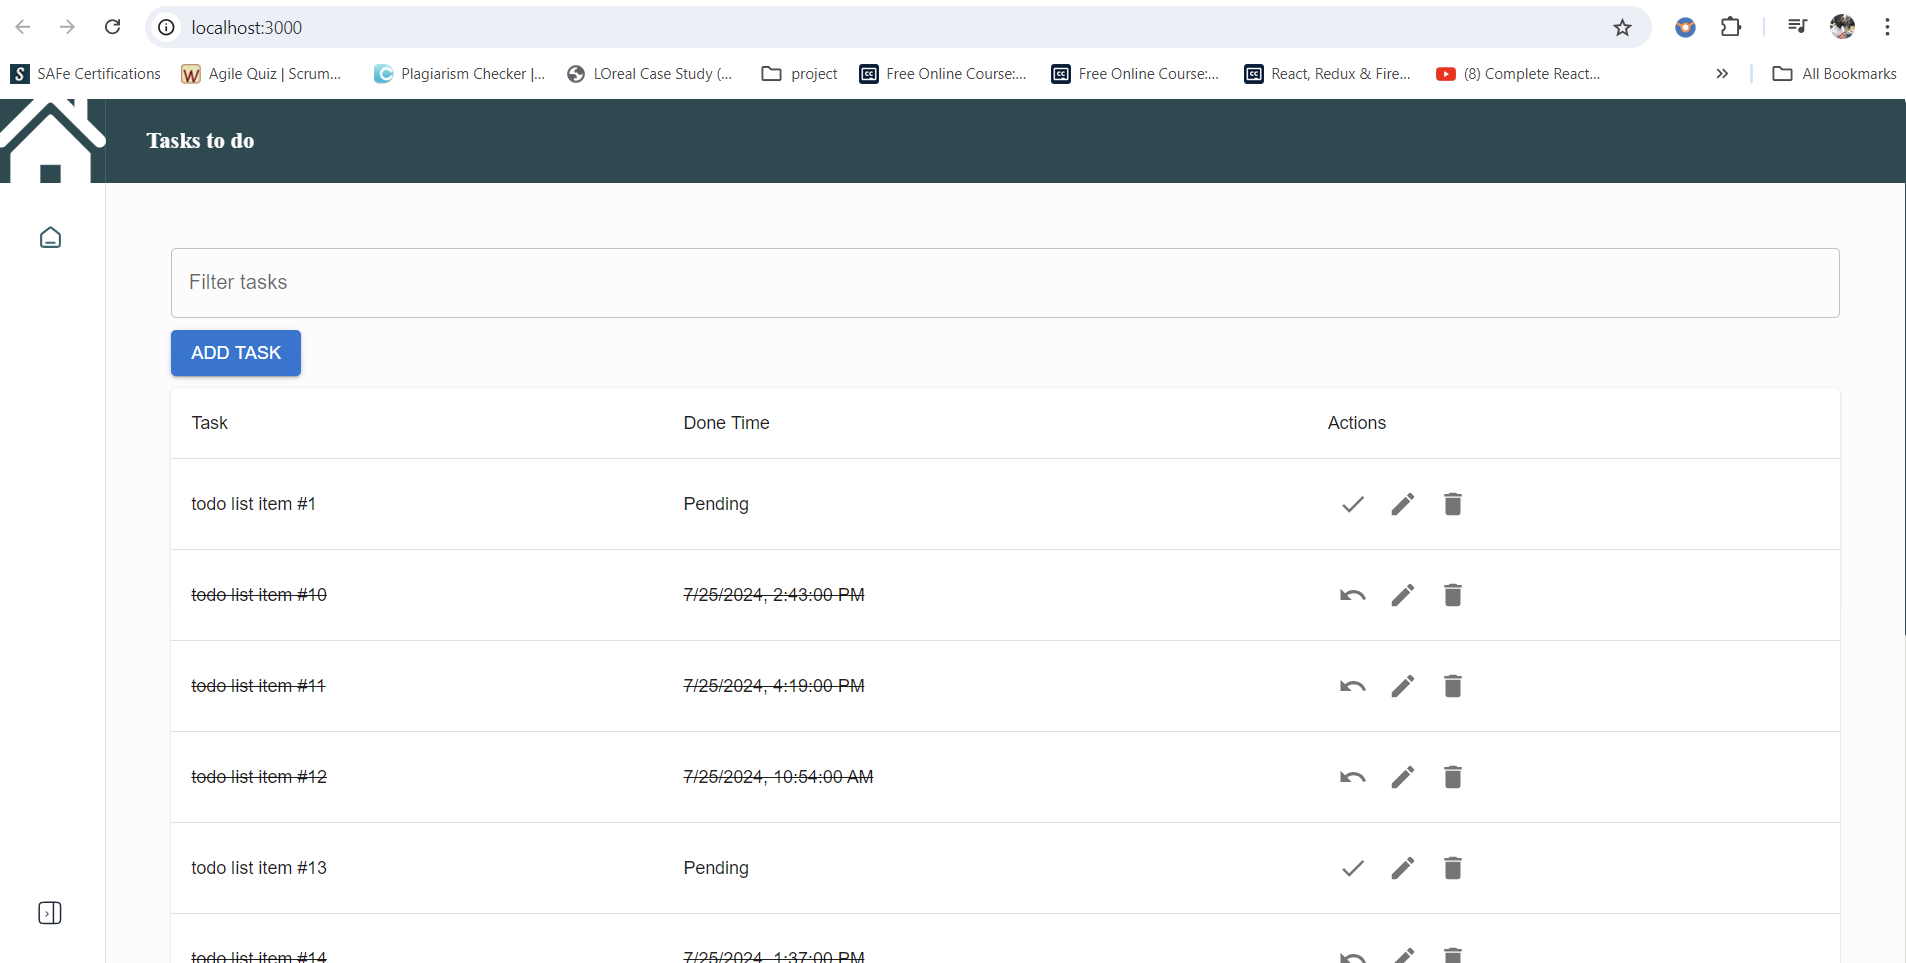 localhost:3000
S SAFe Certifications W Agile Quiz | Scrum... C Plagiarism Checker |... LOreal Case Study (... project CC Free Online Course:... CC Free Online Course:... CC React, Redux & Fire... (8) Complete React... » All Bookmarks
Tasks to do
Filter tasks
ADD TASK
Task Done Time Actions
todo list item #1 Pending
todo list item #10 7/25/2024, 2:43:00 PM
todo list item #11 7/25/2024, 4:19:00 PM
todo list item #12 7/25/2024, 10:54:00 AM
todo list item #13 Pending
todo list item #14 7/25/2024, 1:37:00 PM